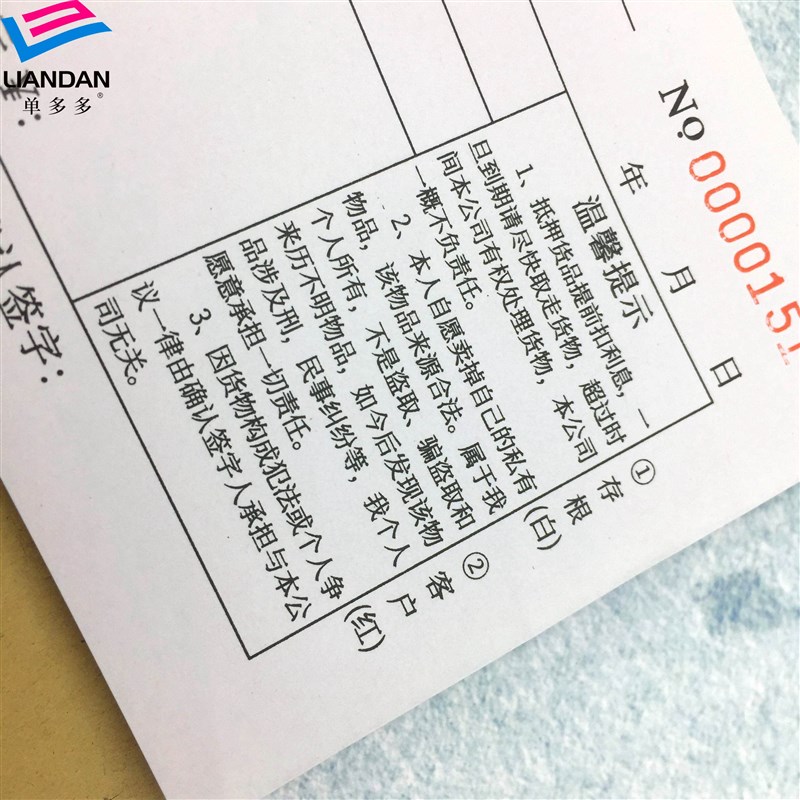 LIANDAN®
单多多
№ 0000151
年 月 日
温馨提示
1、抵押货品提前扣利息，一
旦到期请尽快取走货物，超过时
间本公司有权处理货物，本公司
一概不负责任。
2、本人自愿卖掉自己的私有
物品，该物品来源合法。属于我
个人所有，不是盗取、骗盗取和
来历不明物品，如今后发现该物
品涉及刑，民事纠纷等，我个人
愿意承担一切责任。
3、因货物构成犯法或个人争
议一律由确认签字人承担与本公
司无关。
①存根(白)
②客户(红)
认签字：